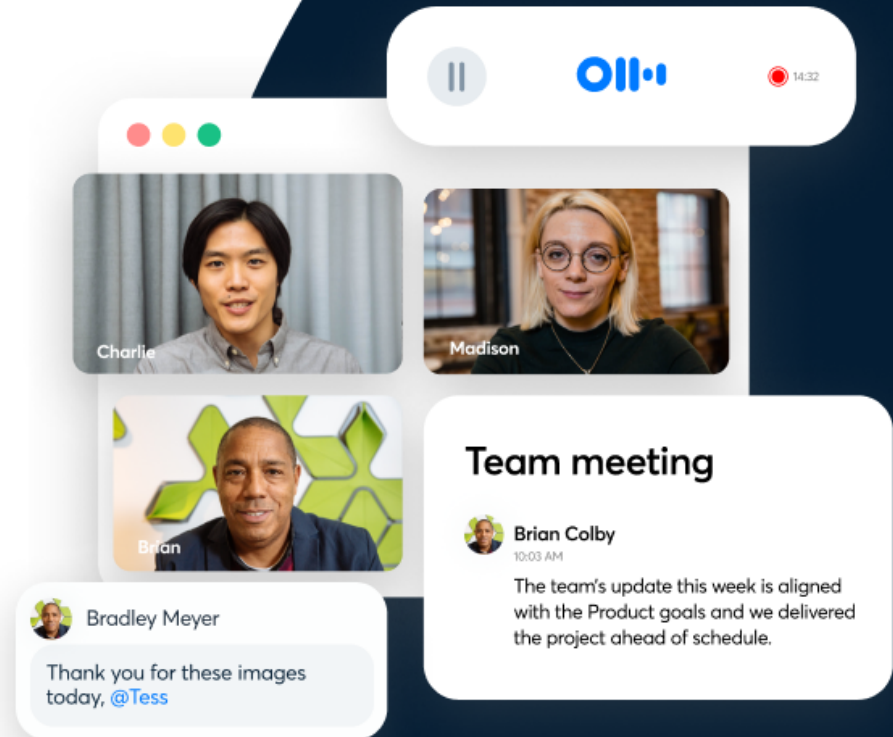 14:32
Charlie
Madison
Brian
Team meeting
Brian Colby
10:03 AM
The team's update this week is aligned
with the Product goals and we delivered
the project ahead of schedule.
Bradley Meyer
Thank you for these images
today, @Tess